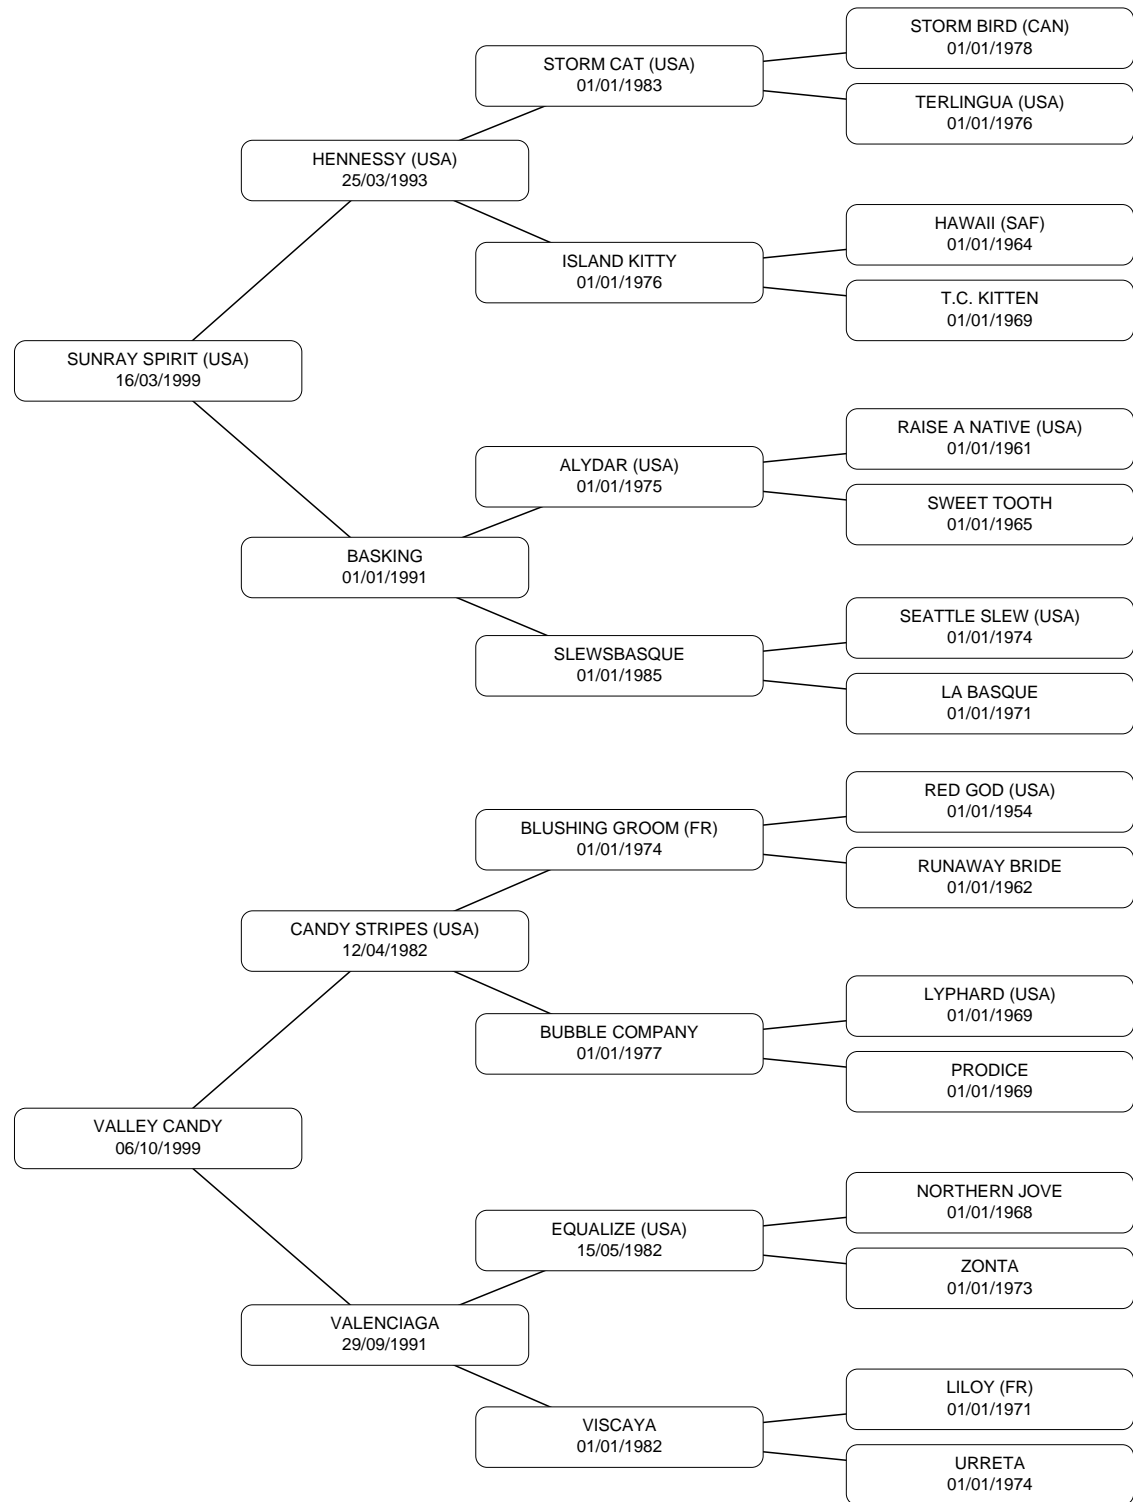 STORM BIRD (CAN)
01/01/1978
STORM CAT (USA)
01/01/1983
TERLINGUA (USA)
01/01/1976
HENNESSY (USA)
25/03/1993
HAWAII (SAF)
01/01/1964
ISLAND KITTY
01/01/1976
T.C. KITTEN
01/01/1969
SUNRAY SPIRIT (USA)
16/03/1999
RAISE A NATIVE (USA)
01/01/1961
ALYDAR (USA)
01/01/1975
SWEET TOOTH
01/01/1965
BASKING
01/01/1991
SEATTLE SLEW (USA)
01/01/1974
SLEWSBASQUE
01/01/1985
LA BASQUE
01/01/1971
RED GOD (USA)
01/01/1954
BLUSHING GROOM (FR)
01/01/1974
RUNAWAY BRIDE
01/01/1962
CANDY STRIPES (USA)
12/04/1982
LYPHARD (USA)
01/01/1969
BUBBLE COMPANY
01/01/1977
PRODICE
01/01/1969
VALLEY CANDY
06/10/1999
NORTHERN JOVE
01/01/1968
EQUALIZE (USA)
15/05/1982
ZONTA
01/01/1973
VALENCIAGA
29/09/1991
LILOY (FR)
01/01/1971
VISCAYA
01/01/1982
URRETA
01/01/1974